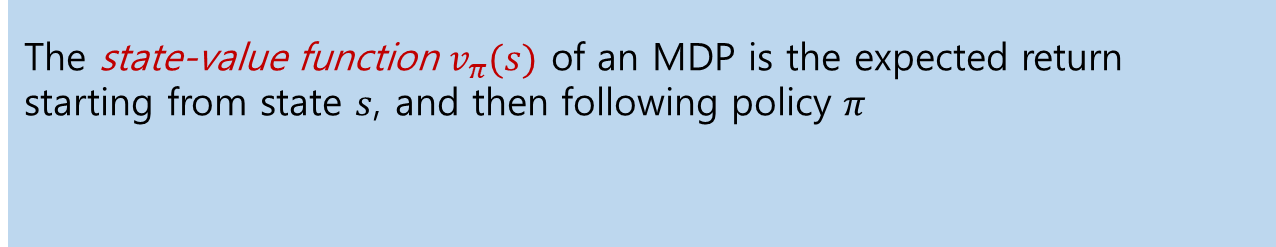 The state-value function 𝑣𝜋(𝑠) of an MDP is the expected return
starting from state 𝑠, and then following policy 𝜋